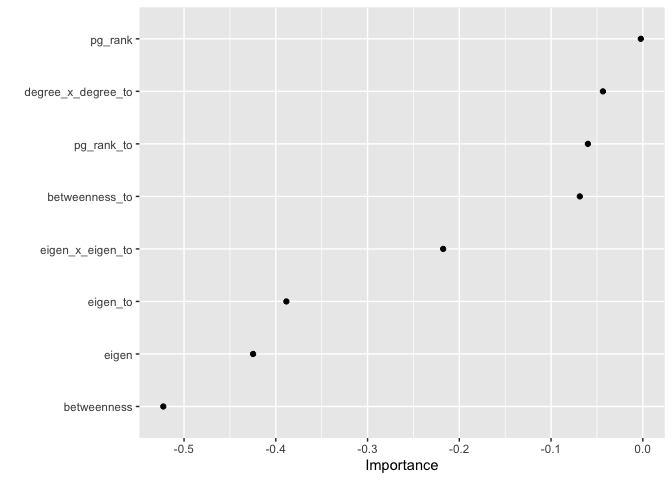 pg_rank
degree_x_degree_to
pg_rank_to
betweenness_to
eigen_x_eigen_to
eigen_to
eigen
betweenness
-0.5 -0.4 -0.3 -0.2 -0.1 0.0
Importance